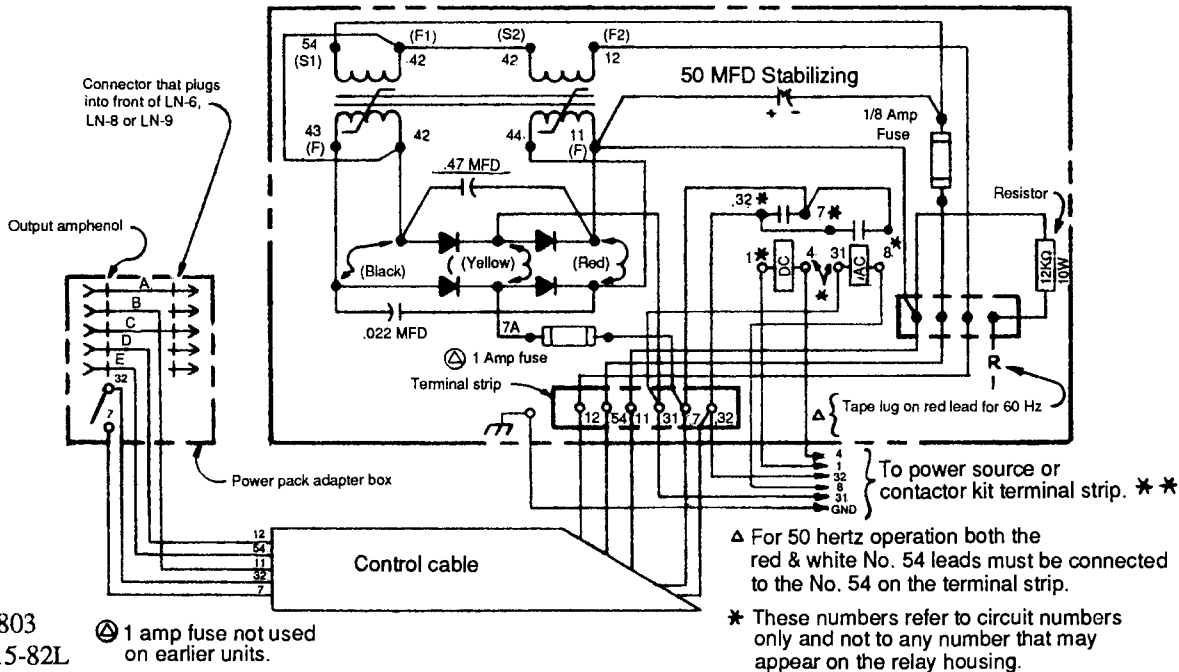 54
(S1)
(F1)
42
(S2)
42
(F2)
12
Connector that plugs
into front of LN-6,
LN-8 or LN-9
50 MFD Stabilizing
+ -
1/8 Amp
Fuse
43
(F)
42
44
11
(F)
.47 MFD
Resistor
Output amphenol
.32 *
7 *
(Black)
(Yellow)
(Red)
1 *
DC
4
*
31
AC
8 *
12KΩ
10W
A
B
C
D
E
32
7
.022 MFD
7A
△ 1 Amp fuse
R
Terminal strip
12 54 11 31 7 32
△ { Tape lug on red lead for 60 Hz
Power pack adapter box
4
1
32
8
31
GND
To power source or
contactor kit terminal strip. * *
12
54
11
32
7
Control cable
△ For 50 hertz operation both the
red & white No. 54 leads must be connected
to the No. 54 on the terminal strip.
* These numbers refer to circuit numbers
only and not to any number that may
appear on the relay housing.
803
5-82L
△ 1 amp fuse not used
on earlier units.